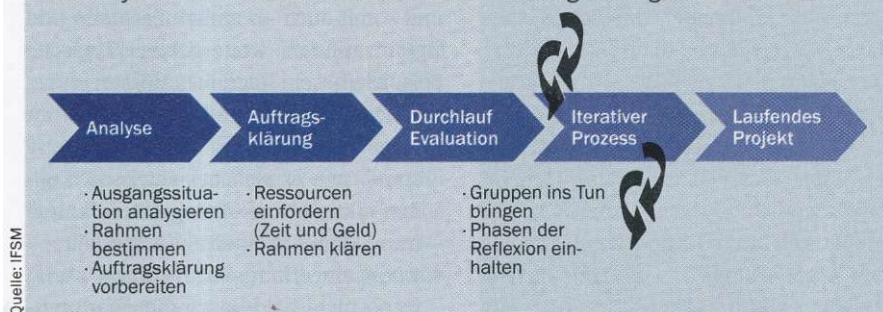 Analyse
Auftrags-
klärung
Durchlauf
Evaluation
Iterativer
Prozess
Laufendes
Projekt
· Ausgangssitua-
tion analysieren
· Rahmen
bestimmen
· Auftragsklärung
vorbereiten
· Ressourcen
einfordern
(Zeit und Geld)
· Rahmen klären
· Gruppen ins Tun
bringen
· Phasen der
Reflexion ein-
halten
Quelle: IFSM